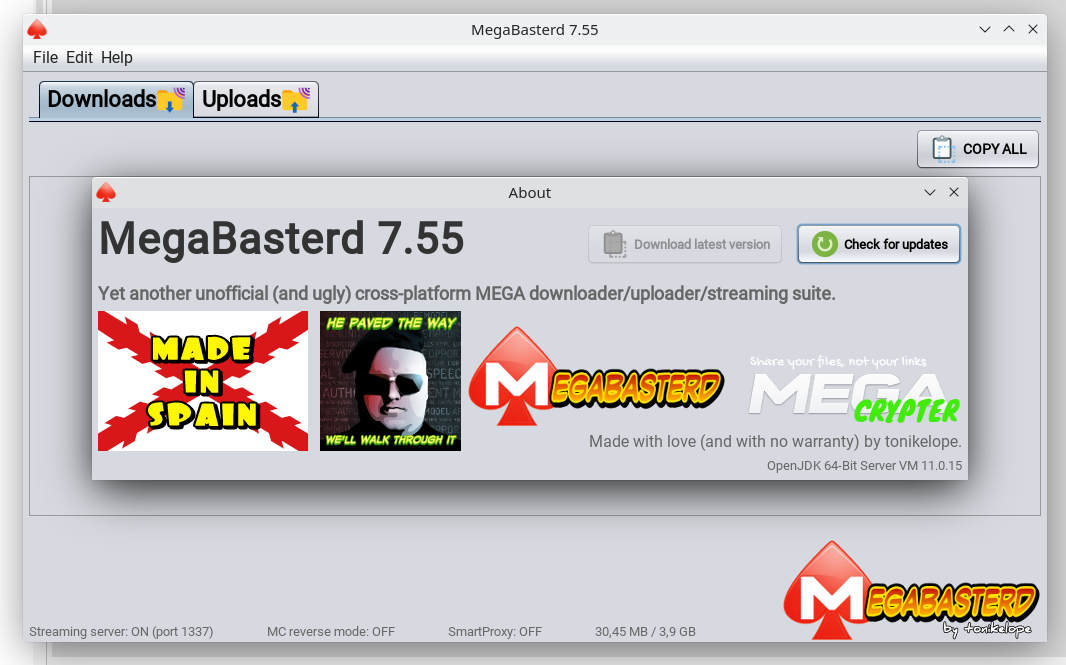 MegaBasterd 7.55
File Edit Help
Downloads
Uploads
COPY ALL
About
MegaBasterd 7.55
Download latest version
Check for updates
Yet another unofficial (and ugly) cross-platform MEGA downloader/uploader/streaming suite.
MADE
IN
SPAIN
HE PAVED THE WAY
WE'LL WALK THROUGH IT
MEGABASTERD
Share your files, not your links
MEGA
CRYPTER
Made with love (and with no warranty) by tonikelope.
OpenJDK 64-Bit Server VM 11.0.15
MEGABASTERD
by tonikelope
Streaming server: ON (port 1337)
MC reverse mode: OFF
SmartProxy: OFF
30,45 MB / 3,9 GB